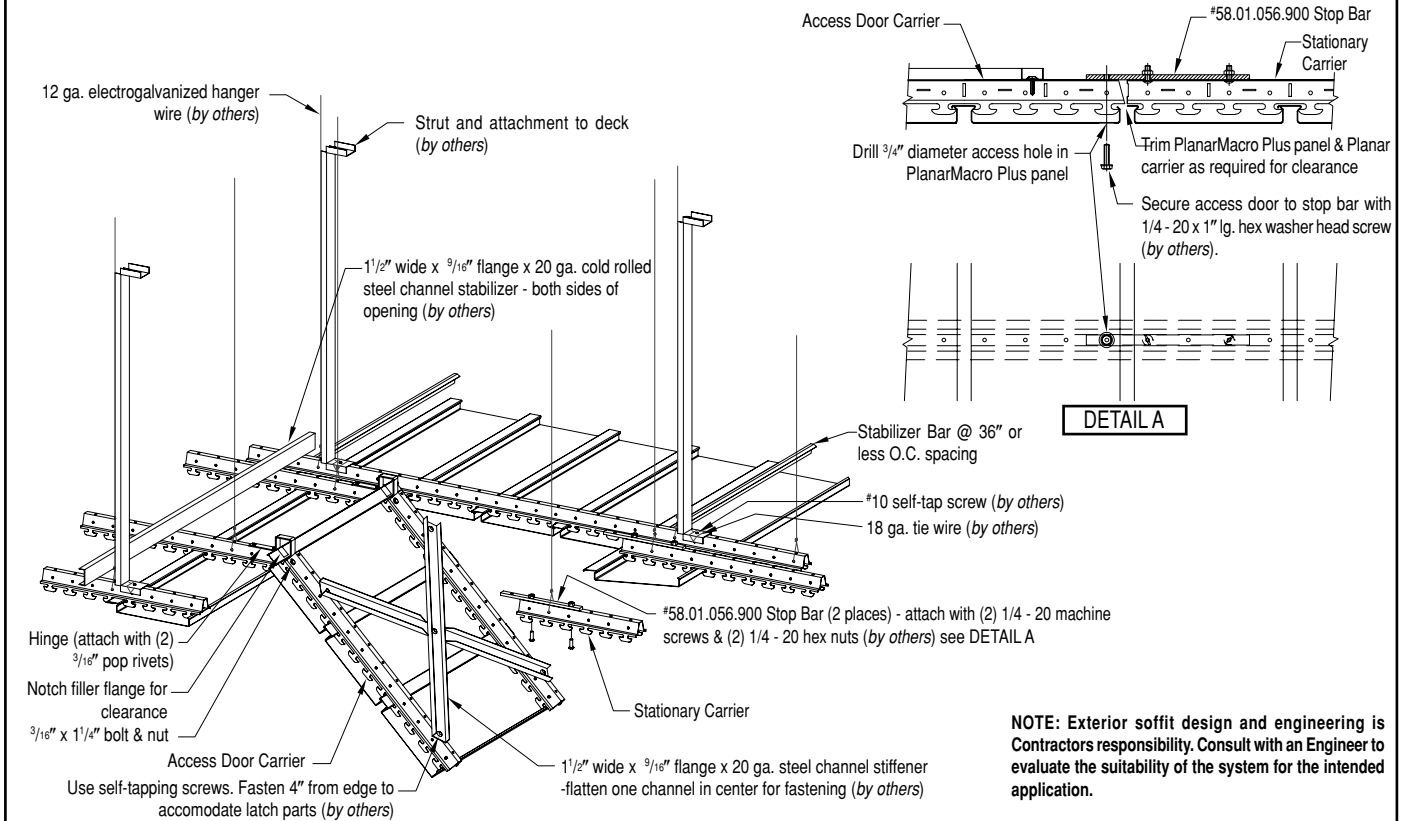 12 ga. electrogalvanized hanger
wire (by others)
Strut and attachment to deck
(by others)
1 1/2" wide x 9/16" flange x 20 ga. cold rolled
steel channel stabilizer - both sides of
opening (by others)
Access Door Carrier
#58.01.056.900 Stop Bar
Stationary
Carrier
Drill 3/4" diameter access hole in
PlanarMacro Plus panel
Trim PlanarMacro Plus panel & Planar
carrier as required for clearance
Secure access door to stop bar with
1/4 - 20 x 1" lg. hex washer head screw
(by others).
DETAIL A
Stabilizer Bar @ 36" or
less O.C. spacing
#10 self-tap screw (by others)
18 ga. tie wire (by others)
#58.01.056.900 Stop Bar (2 places) - attach with (2) 1/4 - 20 machine
screws & (2) 1/4 - 20 hex nuts (by others) see DETAIL A
Stationary Carrier
Hinge (attach with (2)
3/16" pop rivets)
Notch filler flange for
clearance
3/16" x 1 1/4" bolt & nut
Access Door Carrier
Use self-tapping screws. Fasten 4" from edge to
accomodate latch parts (by others)
1 1/2" wide x 9/16" flange x 20 ga. steel channel stiffener
-flatten one channel in center for fastening (by others)
NOTE: Exterior soffit design and engineering is
Contractors responsibility. Consult with an Engineer to
evaluate the suitability of the system for the intended
application.